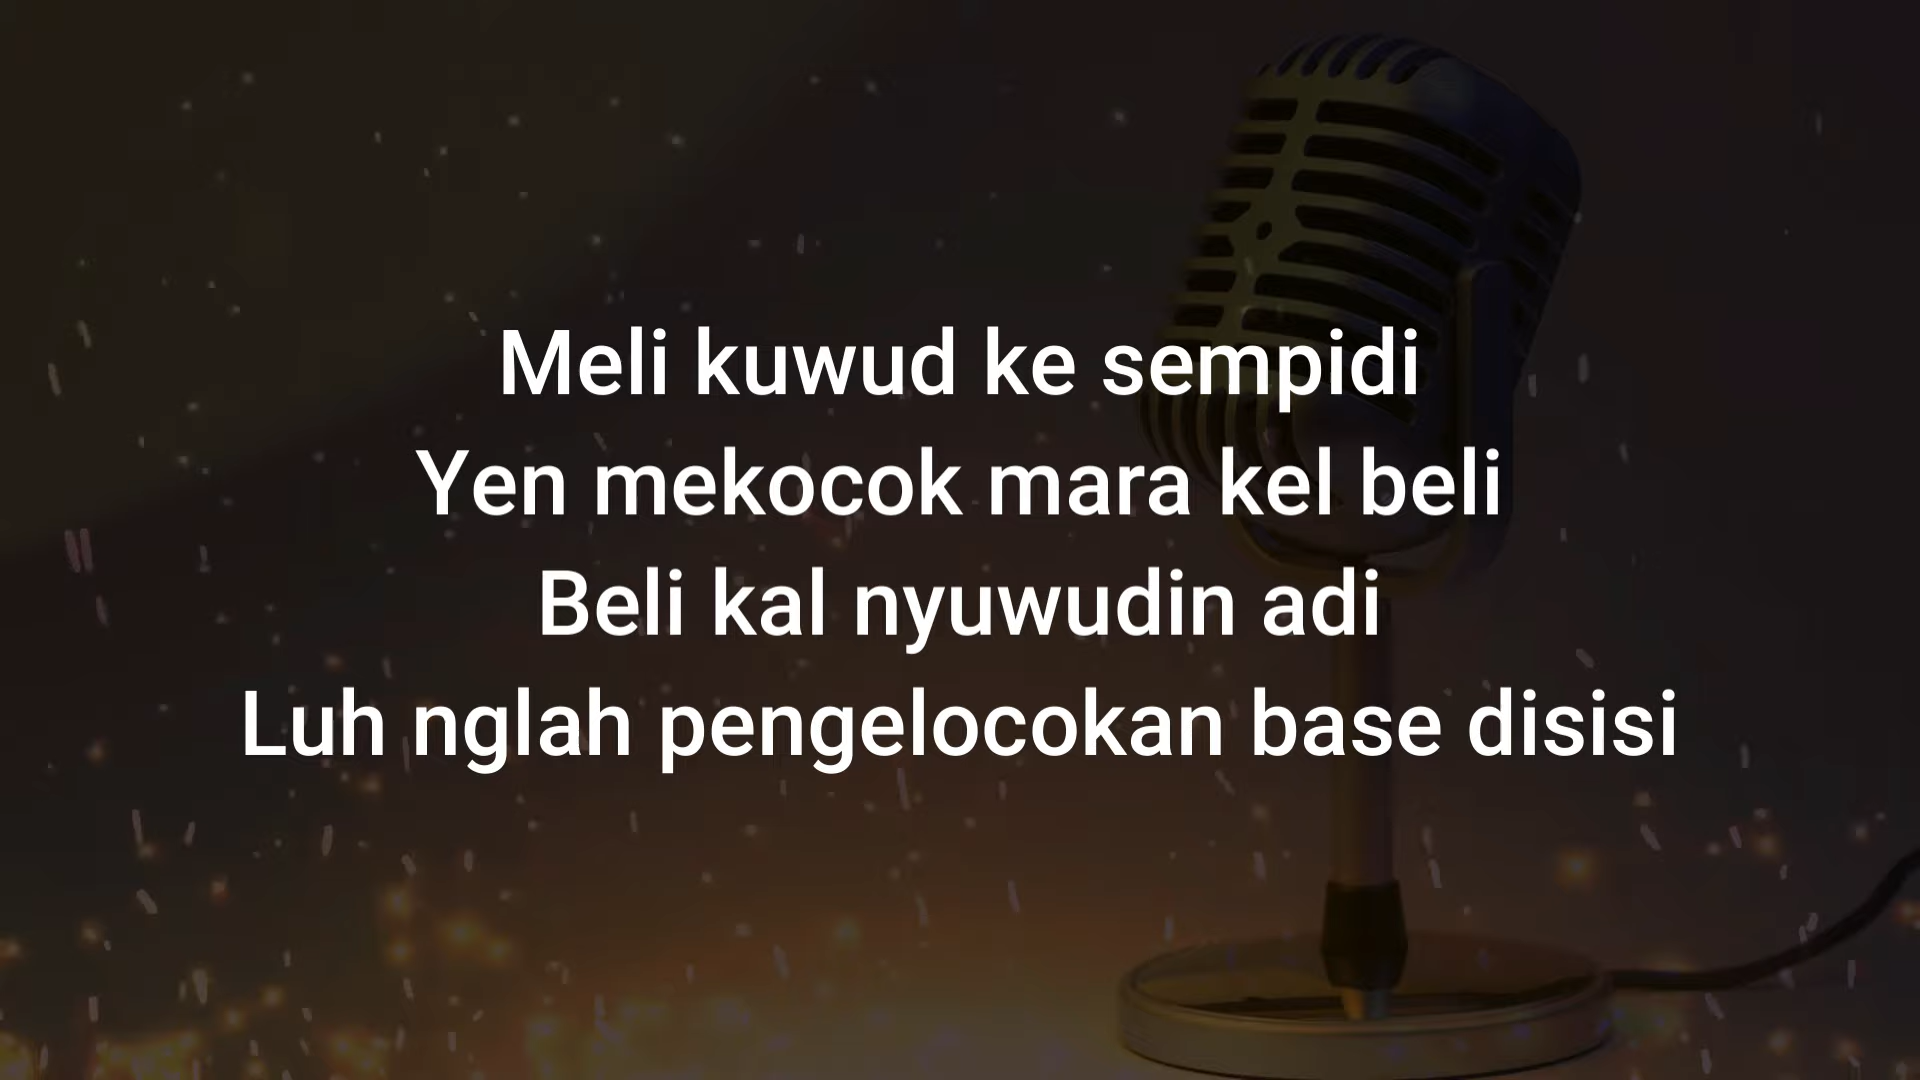 Meli kuwud ke sempidi
Yen mekocok mara kel beli
Beli kal nyuwudin adi
Luh nglah pengelocokan base disisi